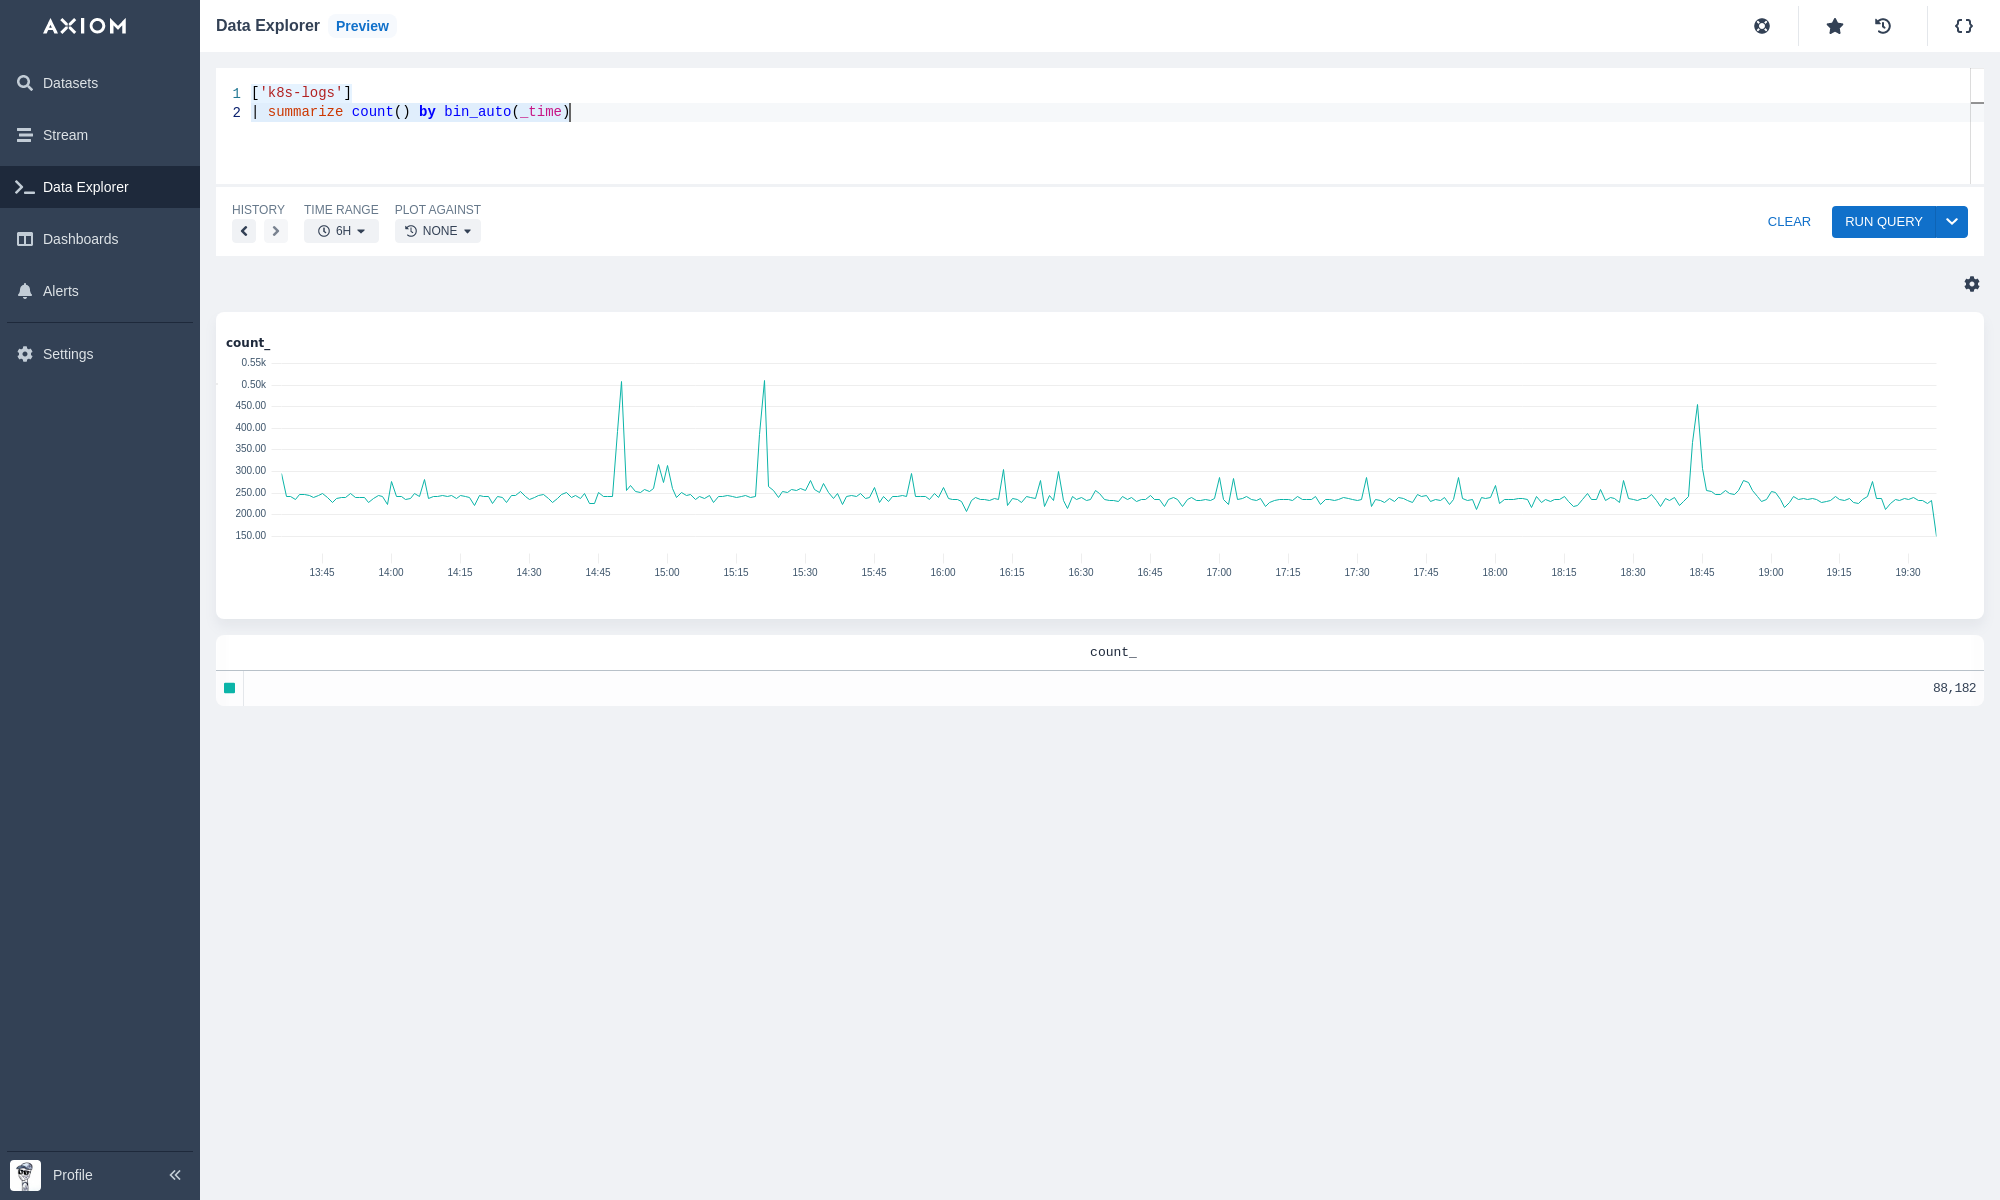 AXIOM
Datasets
Stream
Data Explorer
Dashboards
Alerts
Settings
Profile
Data Explorer Preview
1 ['k8s-logs']
2 | summarize count() by bin_auto(_time)
HISTORY TIME RANGE PLOT AGAINST
6H NONE
CLEAR RUN QUERY
count_
0.55k
0.50k
450.00
400.00
350.00
300.00
250.00
200.00
150.00
13:45 14:00 14:15 14:30 14:45 15:00 15:15 15:30 15:45 16:00 16:15 16:30 16:45 17:00 17:15 17:30 17:45 18:00 18:15 18:30 18:45 19:00 19:15 19:30
count_
88,182